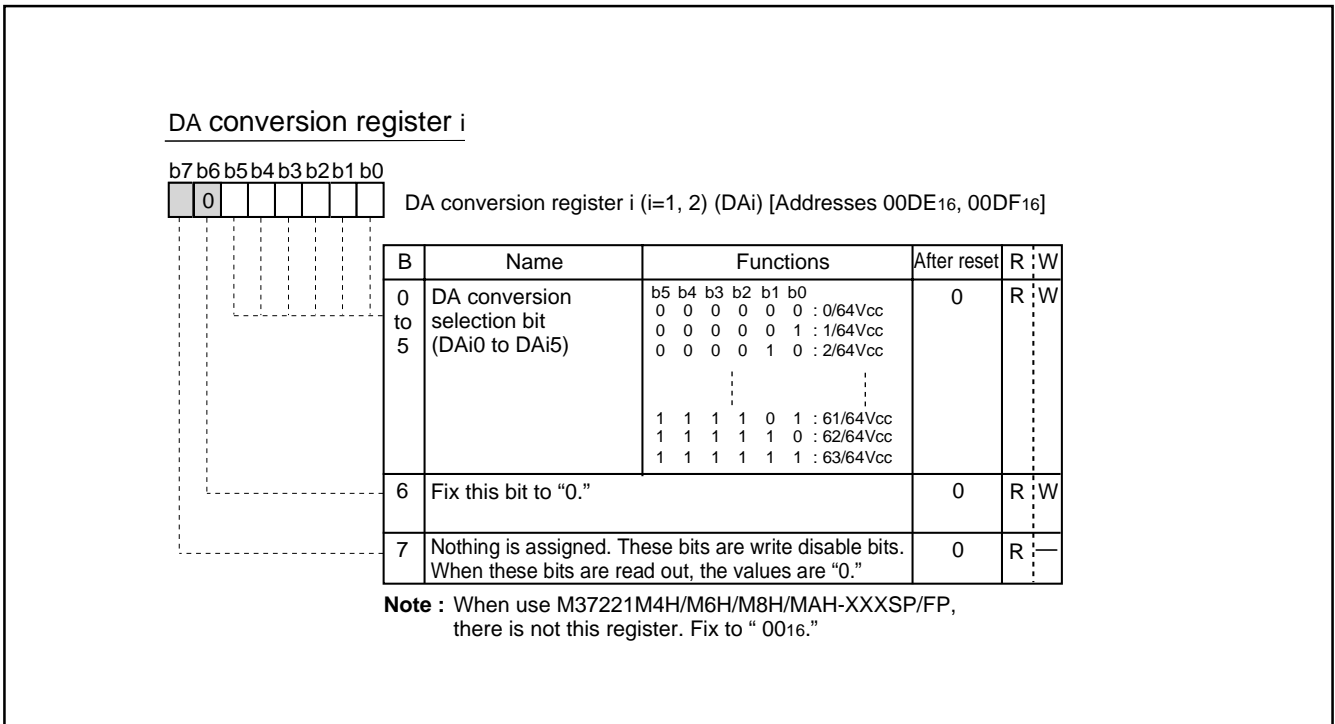 DA conversion register i
b7 b6 b5 b4 b3 b2 b1 b0
0
DA conversion register i (i=1, 2) (DAi) [Addresses 00DE16, 00DF16]
B Name Functions After reset R W
0 to 5 DA conversion selection bit (DAi0 to DAi5) 0 R W
b5 b4 b3 b2 b1 b0
0 0 0 0 0 0 : 0/64Vcc
0 0 0 0 0 1 : 1/64Vcc
0 0 0 0 1 0 : 2/64Vcc
1 1 1 1 0 1 : 61/64Vcc
1 1 1 1 1 0 : 62/64Vcc
1 1 1 1 1 1 : 63/64Vcc
6 Fix this bit to “0.” 0 R W
7 Nothing is assigned. These bits are write disable bits. 0 R —
When these bits are read out, the values are “0.”
Note : When use M37221M4H/M6H/M8H/MAH-XXXSP/FP,
there is not this register. Fix to “ 0016.”